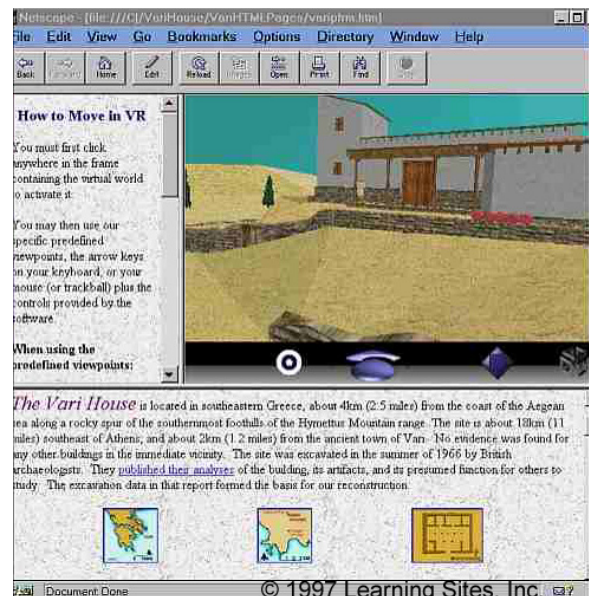 Netscape - [file:///C|/VariHouse/VariHTMLPages/variphm.htm]
File Edit View Go Bookmarks Options Directory Window Help
Back Forward Home Edit Reload Images Open Print Find Stop
How to Move in VR
You must first click
anywhere in the frame
containing the virtual world
to activate it.
You may then use our
specific predefined
viewpoints, the arrow keys
on your keyboard, or your
mouse (or trackball) plus the
controls provided by the
software.
When using the
predefined viewpoints:
The Vari House is located in southeastern Greece, about 4km (2.5 miles) from the coast of the Aegean
sea along a rocky spur of the southernmost foothills of the Hymettus Mountain range. The site is about 18km (11
miles) southeast of Athens, and about 2km (1.2 miles) from the ancient town of Vari. No evidence was found for
any other buildings in the immediate vicinity. The site was excavated in the summer of 1966 by British
archaeologists. They published their analyses of the building, its artifacts, and its presumed function for others to
study. The excavation data in that report formed the basis for our reconstruction.
Document Done
© 1997 Learning Sites, Inc